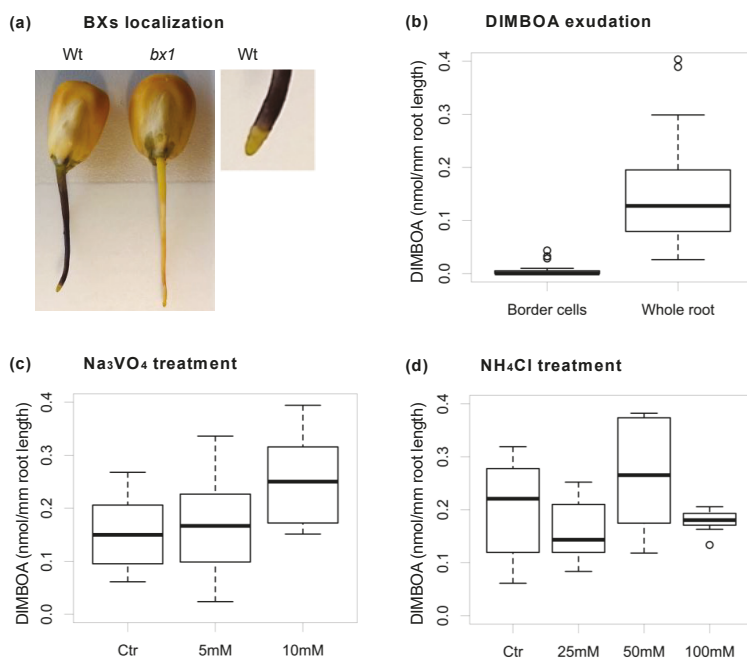 (a) BXs localization
Wt bx1 Wt
(b) DIMBOA exudation
DIMBOA (nmol/mm root length)
0.4
0.3
0.2
0.1
0.0
Border cells Whole root
(c) Na₃VO₄ treatment
DIMBOA (nmol/mm root length)
0.4
0.3
0.2
0.1
0.0
Ctr 5mM 10mM
(d) NH₄Cl treatment
DIMBOA (nmol/mm root length)
0.4
0.3
0.2
0.1
0.0
Ctr 25mM 50mM 100mM